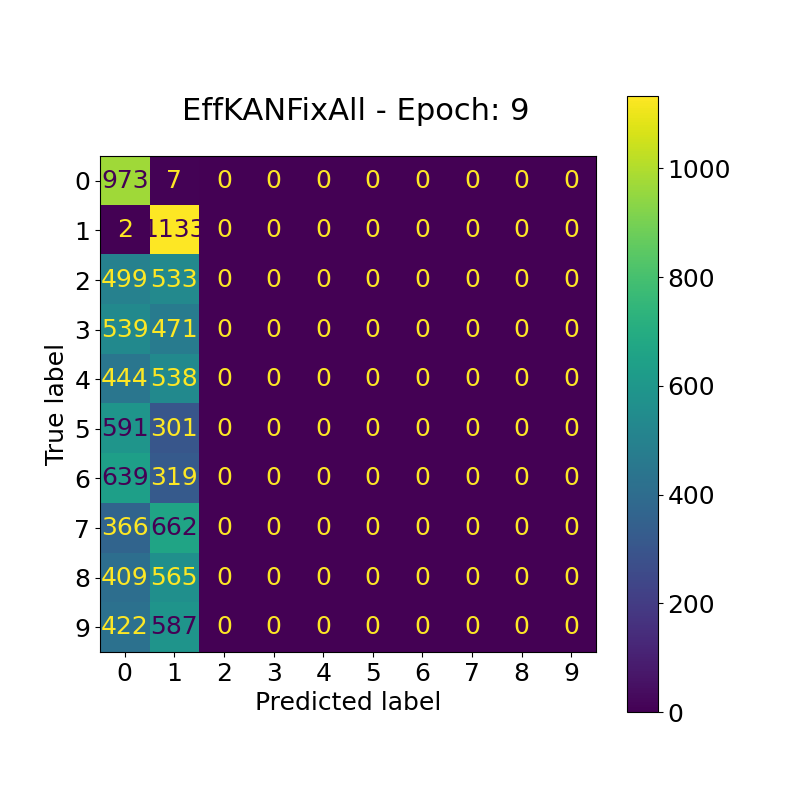 EffKANFixAll - Epoch: 9
0 973 7 0 0 0 0 0 0 0 0
1 2 1133 0 0 0 0 0 0 0 0
2 499 533 0 0 0 0 0 0 0 0
3 539 471 0 0 0 0 0 0 0 0
4 444 538 0 0 0 0 0 0 0 0
5 591 301 0 0 0 0 0 0 0 0
6 639 319 0 0 0 0 0 0 0 0
7 366 662 0 0 0 0 0 0 0 0
8 409 565 0 0 0 0 0 0 0 0
9 422 587 0 0 0 0 0 0 0 0
0 1 2 3 4 5 6 7 8 9
Predicted label
True label
1000
800
600
400
200
0